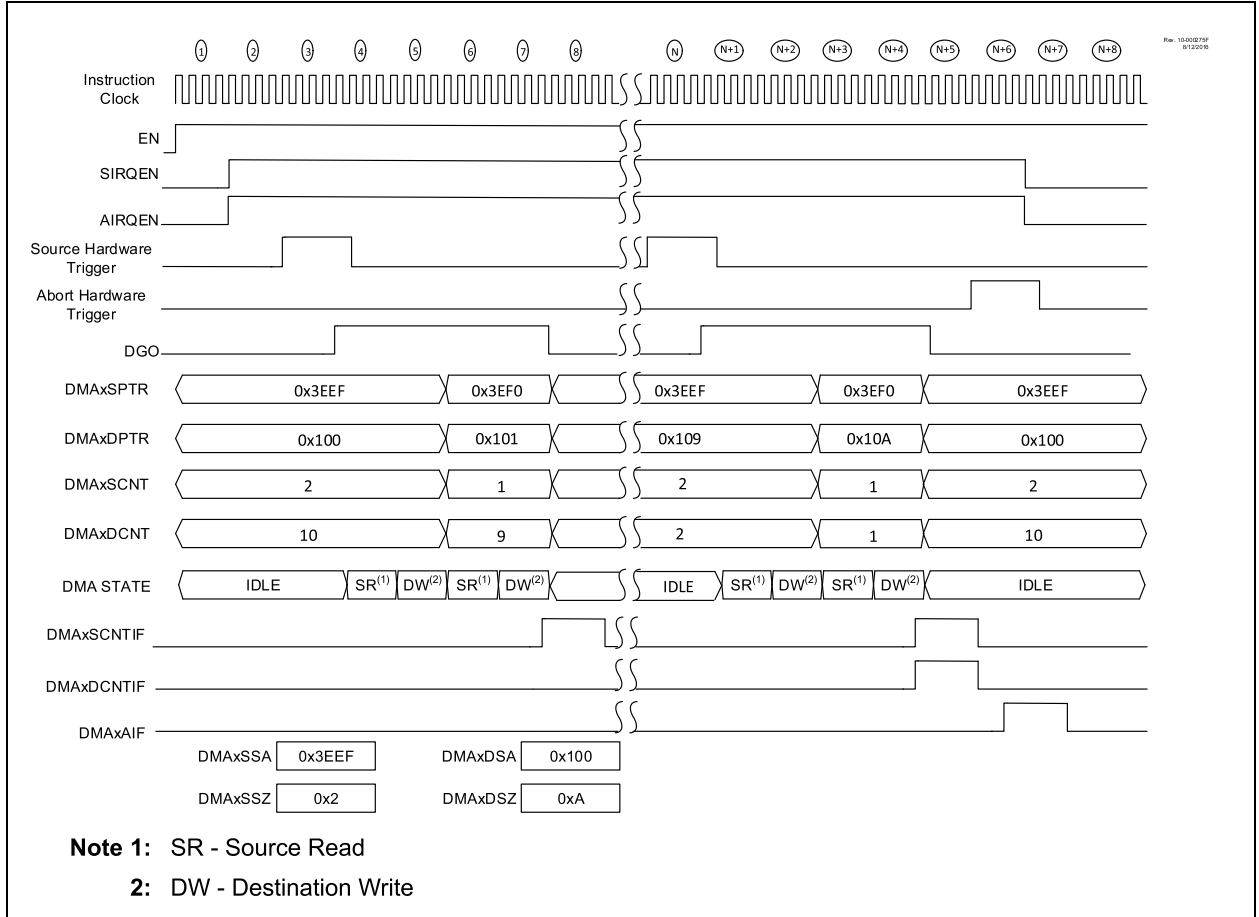 1 2 3 4 5 6 7 8 N N+1 N+2 N+3 N+4 N+5 N+6 N+7 N+8
Rev. 10-000275F
8/12/2016
Instruction
Clock
EN
SIRQEN
AIRQEN
Source Hardware
Trigger
Abort Hardware
Trigger
DGO
DMAxSPTR 0x3EEF 0x3EF0 0x3EEF 0x3EF0 0x3EEF
DMAxDPTR 0x100 0x101 0x109 0x10A 0x100
DMAxSCNT 2 1 2 1 2
DMAxDCNT 10 9 2 1 10
DMA STATE IDLE SR(1) DW(2) SR(1) DW(2) IDLE SR(1) DW(2) SR(1) DW(2) IDLE
DMAxSCNTIF
DMAxDCNTIF
DMAxAIF
DMAxSSA 0x3EEF DMAxDSA 0x100
DMAxSSZ 0x2 DMAxDSZ 0xA
Note 1: SR - Source Read
2: DW - Destination Write